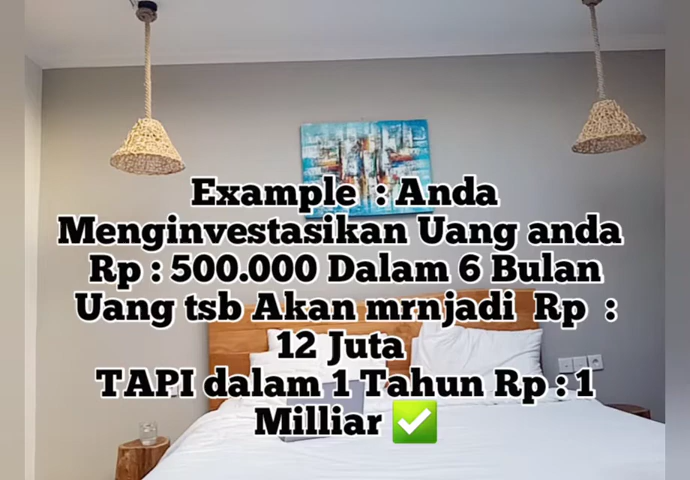 Example : Anda
Menginvestasikan Uang anda
Rp : 500.000 Dalam 6 Bulan
Uang tsb Akan mrnjadi Rp :
12 Juta
TAPI dalam 1 Tahun Rp : 1
Milliar ✅